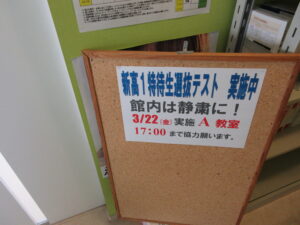 新高1特待生選抜テスト 実施中
館内は静粛に!
3/22(金)実施 A 教室
17:00 まで協力願います。